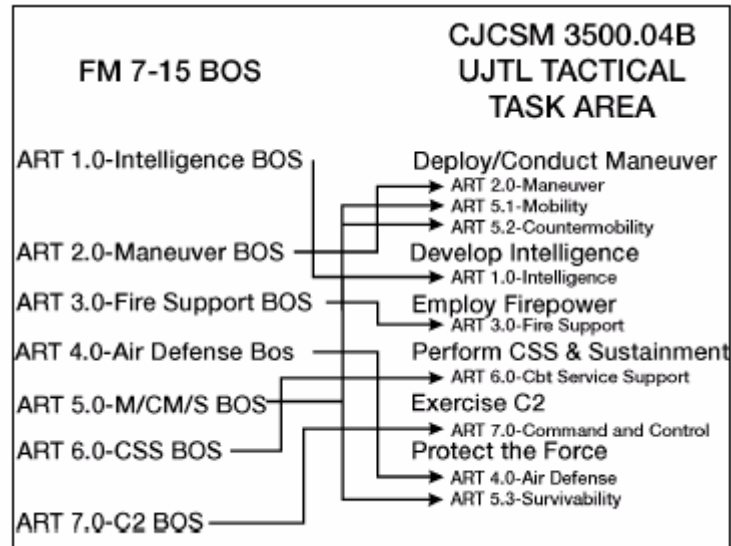 FM 7-15 BOS
ART 1.0-Intelligence BOS
ART 2.0-Maneuver BOS
ART 3.0-Fire Support BOS
ART 4.0-Air Defense Bos
ART 5.0-M/CM/S BOS
ART 6.0-CSS BOS
ART 7.0-C2 BOS
CJCSM 3500.04B
UJTL TACTICAL
TASK AREA
Deploy/Conduct Maneuver
ART 2.0-Maneuver
ART 5.1-Mobility
ART 5.2-Countermobility
Develop Intelligence
ART 1.0-Intelligence
Employ Firepower
ART 3.0-Fire Support
Perform CSS & Sustainment
ART 6.0-Cbt Service Support
Exercise C2
ART 7.0-Command and Control
Protect the Force
ART 4.0-Air Defense
ART 5.3-Survivability